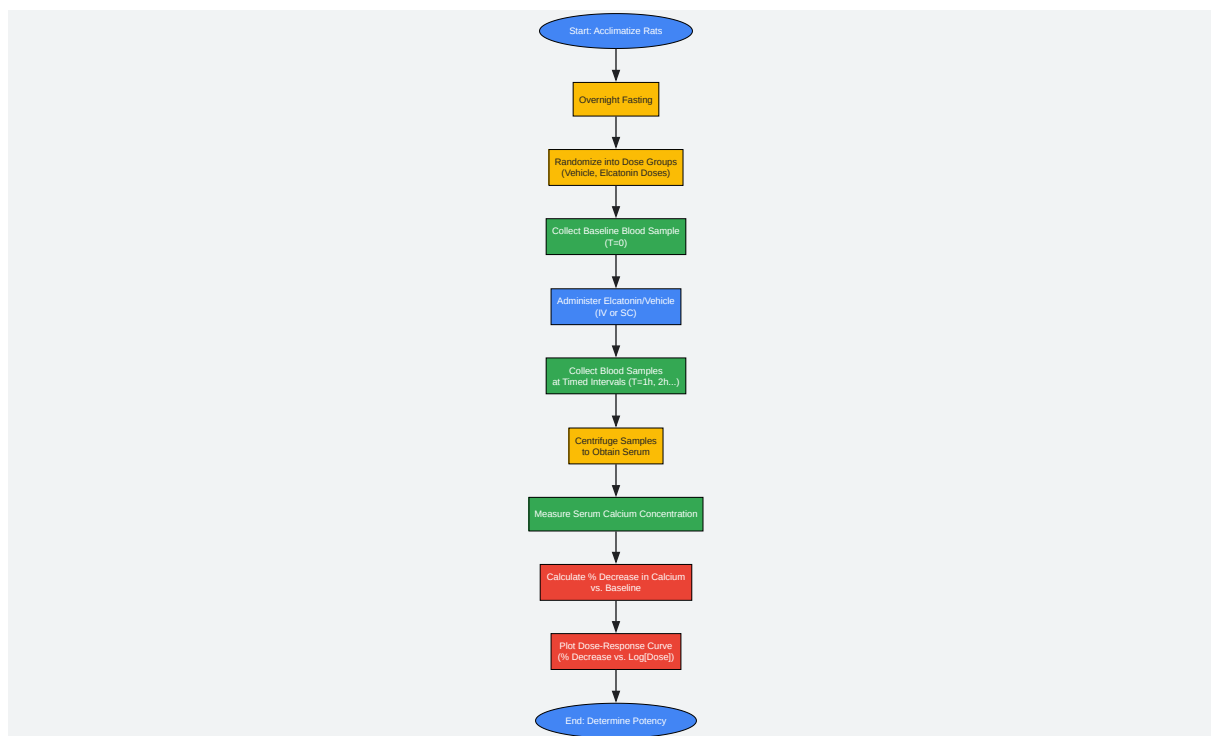 Start: Acclimatize Rats
Overnight Fasting
Randomize into Dose Groups
(Vehicle, Elcatonin Doses)
Collect Baseline Blood Sample
(T=0)
Administer Elcatonin/Vehicle
(IV or SC)
Collect Blood Samples
at Timed Intervals (T=1h, 2h...)
Centrifuge Samples
to Obtain Serum
Measure Serum Calcium Concentration
Calculate % Decrease in Calcium
vs. Baseline
Plot Dose-Response Curve
(% Decrease vs. Log[Dose])
End: Determine Potency